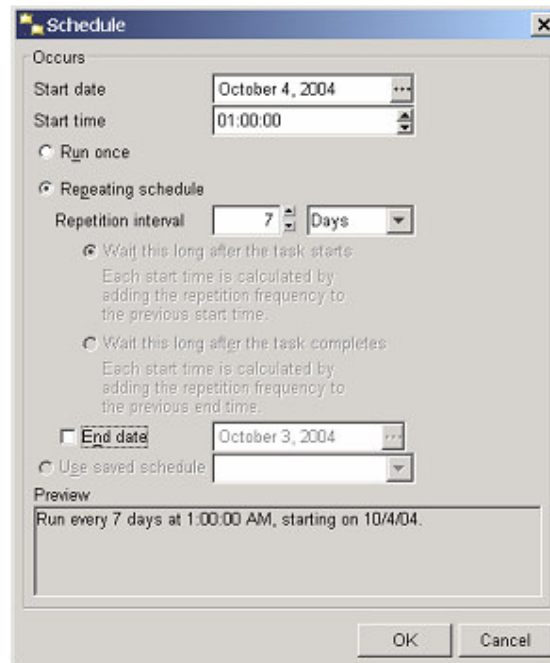 Schedule
Occurs
Start date October 4, 2004 ...
Start time 01:00:00
Run once
Repeating schedule
Repetition interval 7 Days
Wait this long after the task starts
Each start time is calculated by
adding the repetition frequency to
the previous start time.
Wait this long after the task completes
Each start time is calculated by
adding the repetition frequency to
the previous end time.
End date October 3, 2004 ...
Use saved schedule
Preview
Run every 7 days at 1:00:00 AM, starting on 10/4/04.
OK Cancel